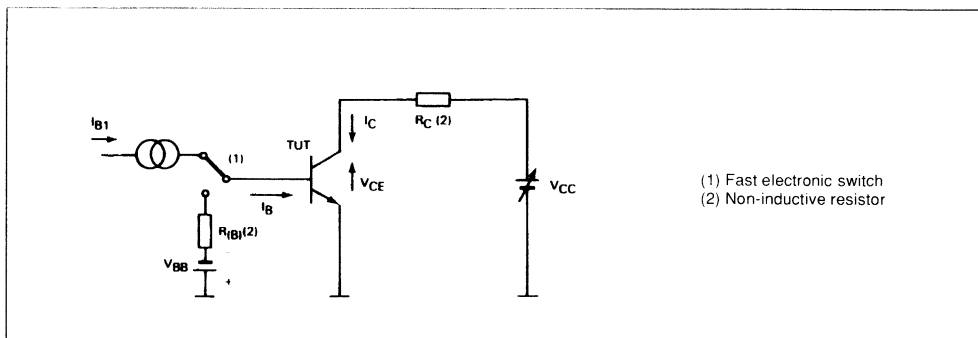 I_B1
(1)
TUT
I_C
R_C (2)
V_CE
V_CC
I_B
R_(B)(2)
V_BB
+
(1) Fast electronic switch
(2) Non-inductive resistor